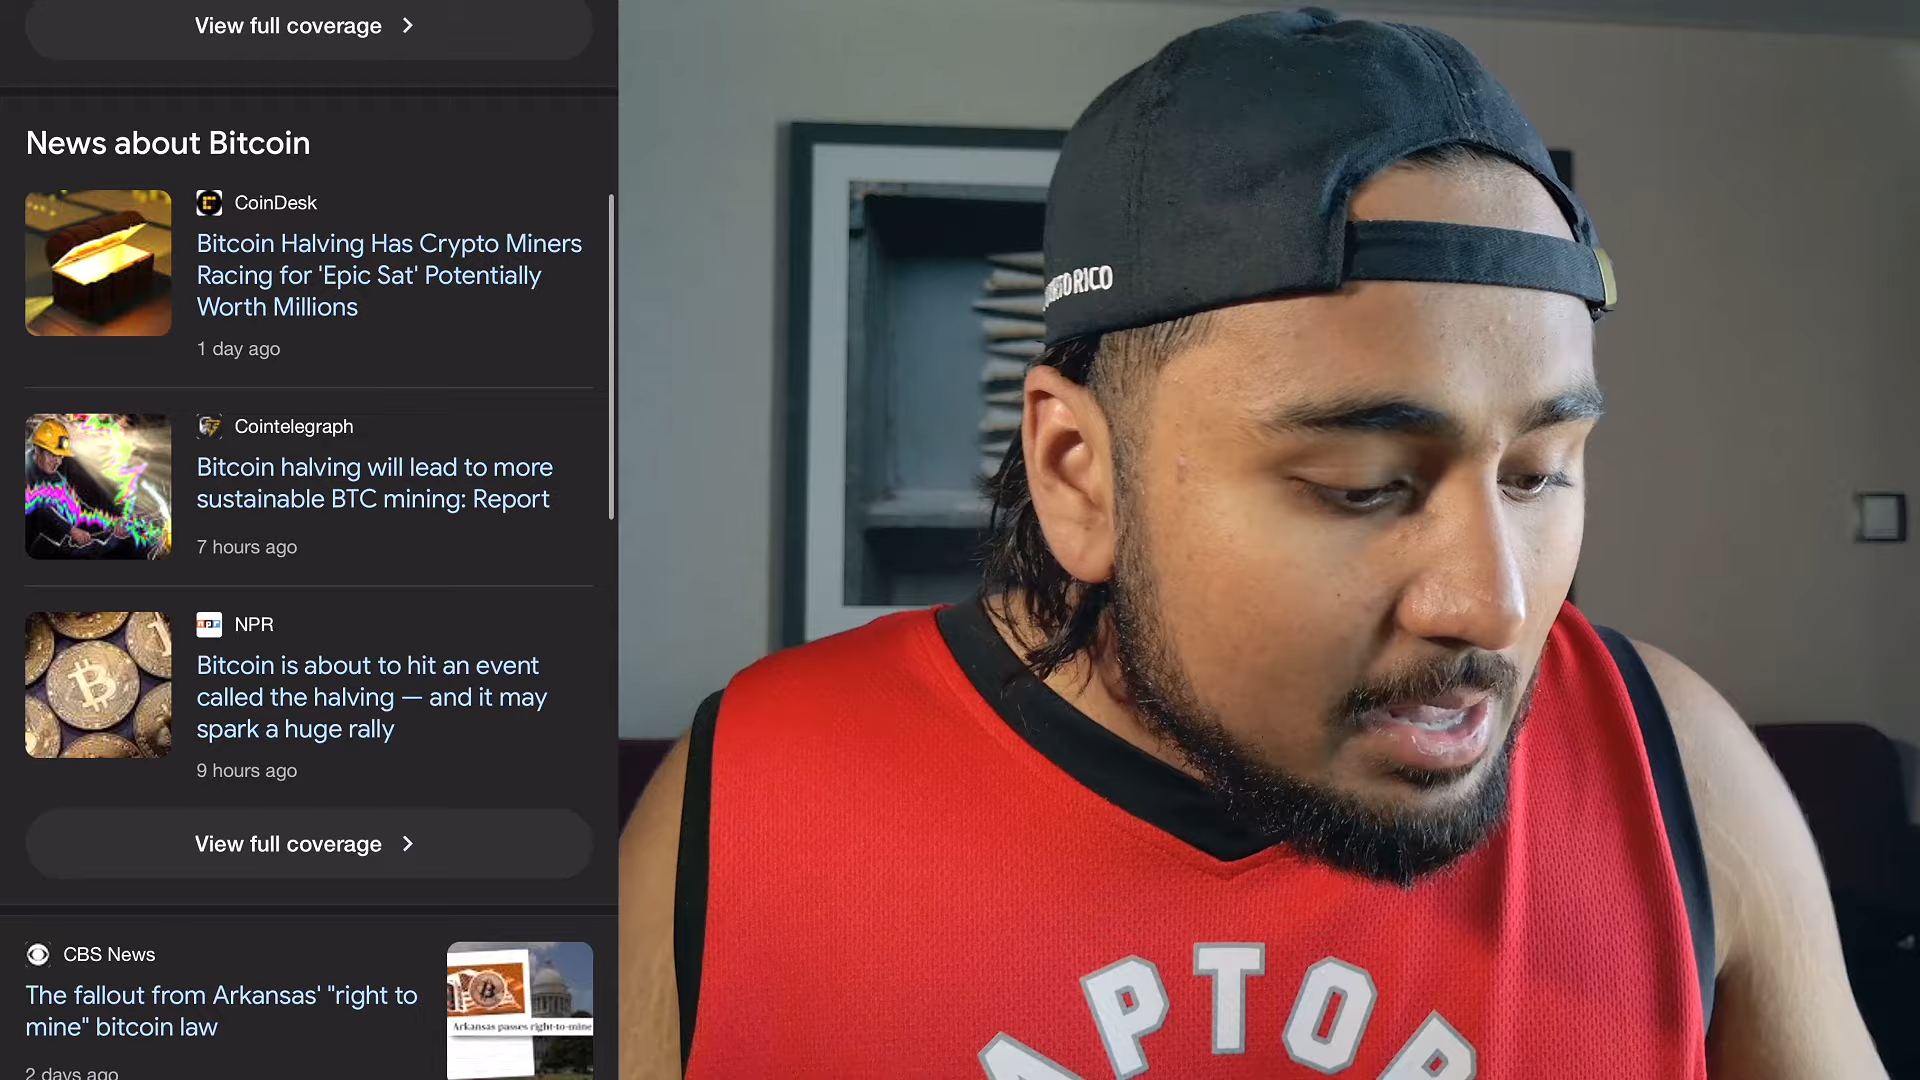 View full coverage
News about Bitcoin
CoinDesk
Bitcoin Halving Has Crypto Miners
Racing for 'Epic Sat' Potentially
Worth Millions
1 day ago
Cointelegraph
Bitcoin halving will lead to more
sustainable BTC mining: Report
7 hours ago
npr
NPR
Bitcoin is about to hit an event
called the halving — and it may
spark a huge rally
9 hours ago
View full coverage
CBS News
The fallout from Arkansas' "right to
mine" bitcoin law
Arkansas passes right-to-mine
2 days ago
RICO
APTOR